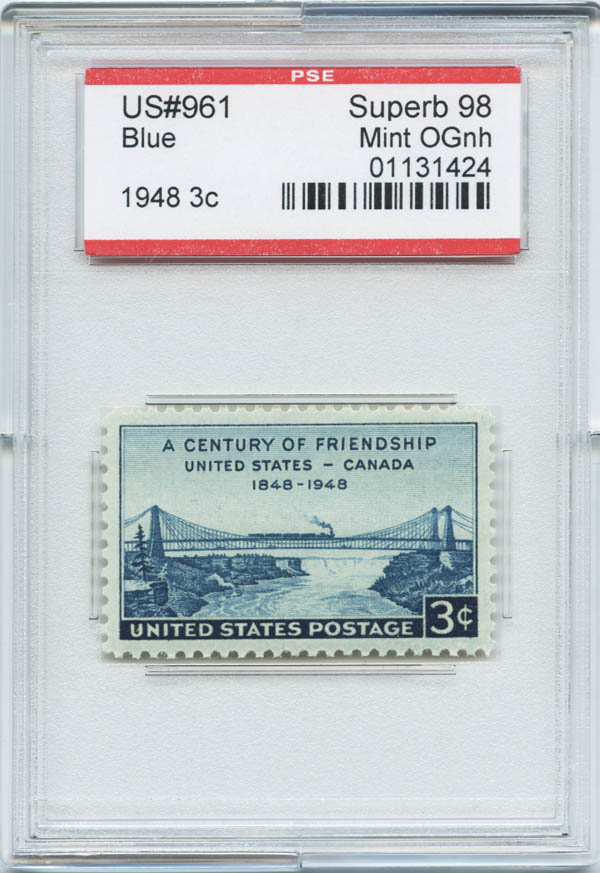 PSE
US#961 Superb 98
Blue Mint OGnh
01131424
1948 3c
A CENTURY OF FRIENDSHIP
UNITED STATES - CANADA
1848-1948
UNITED STATES POSTAGE 3¢